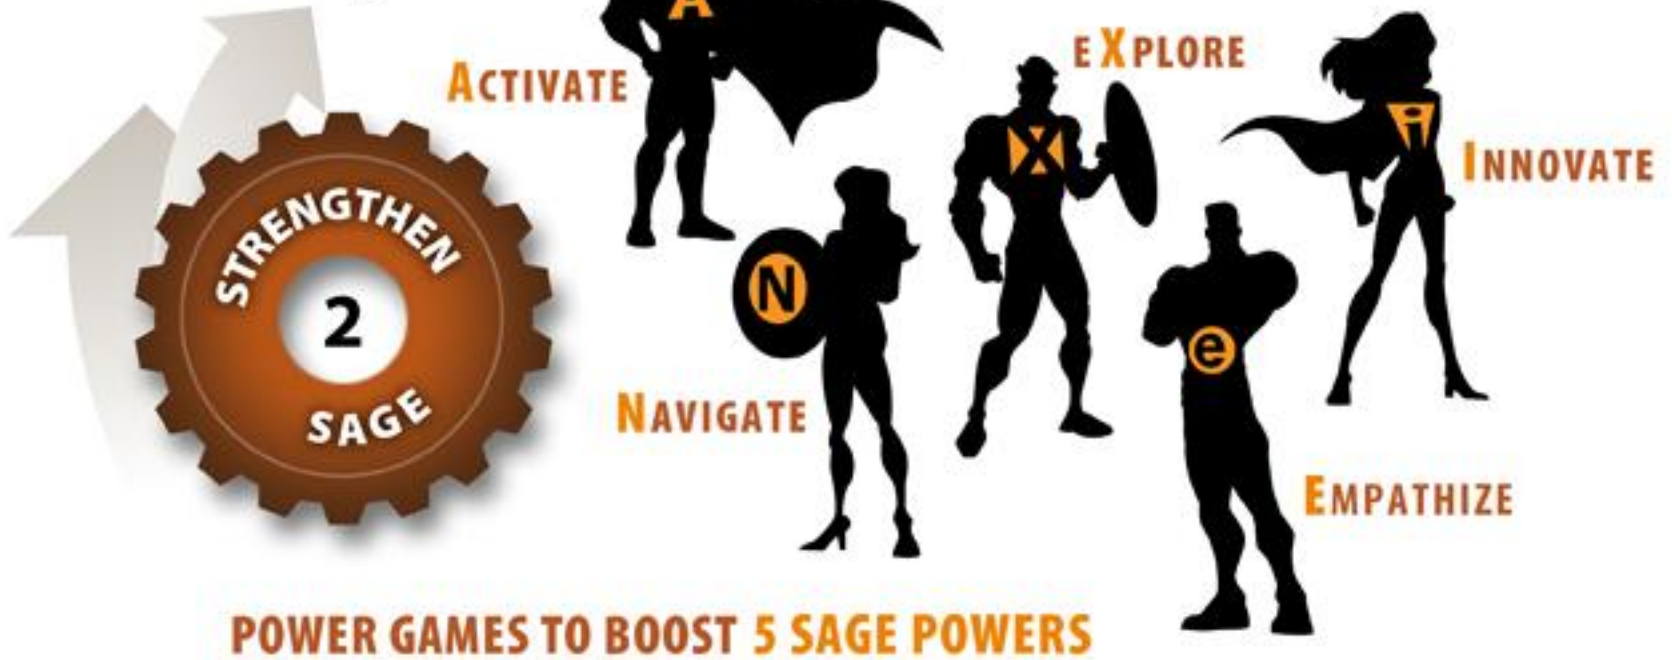 A
ACTIVATE
eXPLORE
X
i
INNOVATE
STRENGTHEN
2
SAGE
N
NAVIGATE
e
EMPATHIZE
POWER GAMES TO BOOST 5 SAGE POWERS